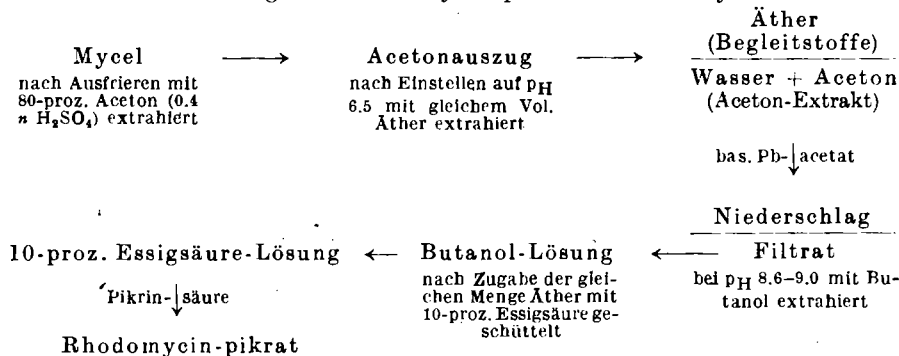 Mycel
nach Ausfrieren mit
80-proz. Aceton (0.4
n H₂SO₄) extrahiert
Acetonauszug
nach Einstellen auf pH
6.5 mit gleichem Vol.
Äther extrahiert
Äther
(Begleitstoffe)
Wasser + Aceton
(Aceton-Extrakt)
bas. Pb- acetat
Niederschlag
Filtrat
bei pH 8.6–9.0 mit Bu-
tanol extrahiert
Butanol-Lösung
nach Zugabe der glei-
chen Menge Äther mit
10-proz. Essigsäure ge-
schüttelt
10-proz. Essigsäure-Lösung
Pikrin- säure
Rhodomycin-pikrat